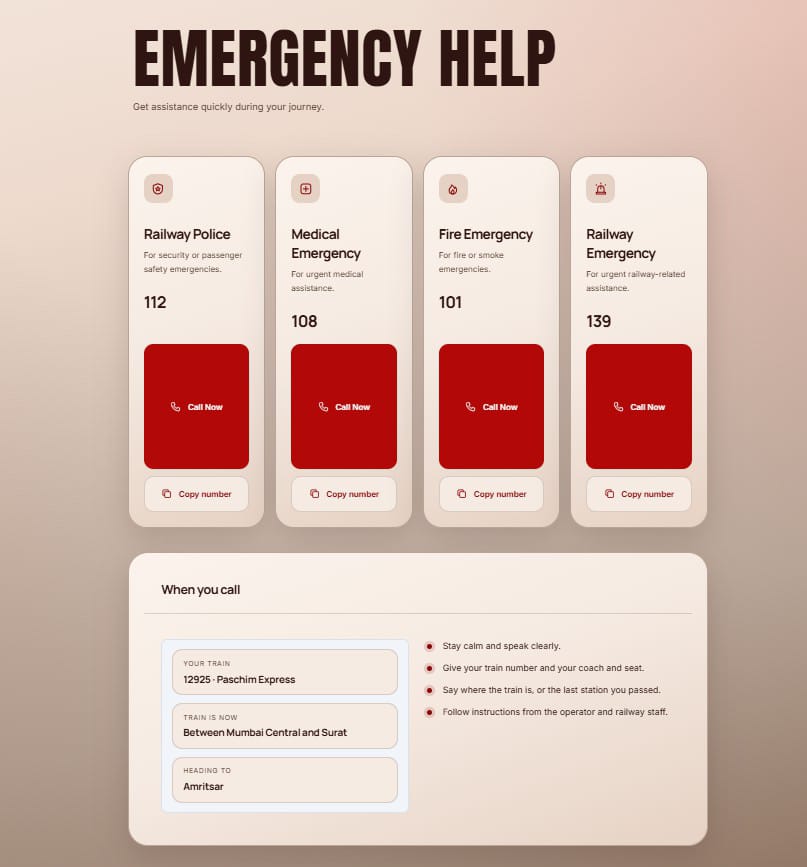 EMERGENCY HELP
Get assistance quickly during your journey.
Railway Police
For security or passenger
safety emergencies.
112
Call Now
Copy number
Medical
Emergency
For urgent medical
assistance.
108
Call Now
Copy number
Fire Emergency
For fire or smoke
emergencies.
101
Call Now
Copy number
Railway
Emergency
For urgent railway-related
assistance.
139
Call Now
Copy number
When you call
YOUR TRAIN
12925 · Paschim Express
TRAIN IS NOW
Between Mumbai Central and Surat
HEADING TO
Amritsar
Stay calm and speak clearly.
Give your train number and your coach and seat.
Say where the train is, or the last station you passed.
Follow instructions from the operator and railway staff.